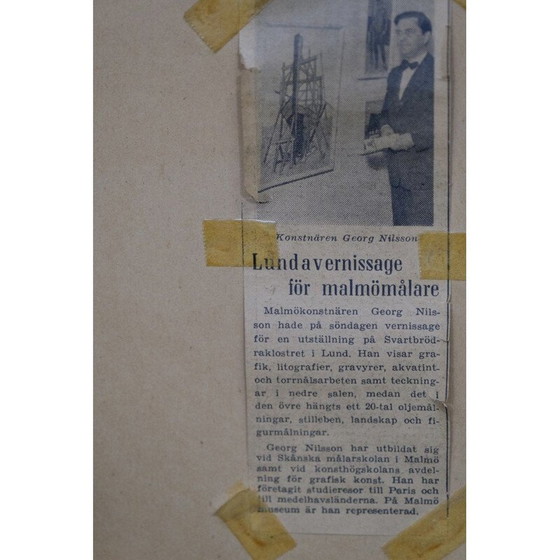 Konstnären Georg Nilsson
Lundavernissage
för malmömålare
Malmökonstnären Georg Nils-
son hade på söndagen vernissage
för en utställning på Svartbröd-
raklostret i Lund. Han visar gra-
fik, litografier, gravyrer, akvatint-
och torrnålsarbeten samt teckning-
ar i nedre salen, medan det i
den övre hängts ett 20-tal oljemål-
ningar, stilleben, landskap och fi-
gurmålningar.
Georg Nilsson har utbildat sig
vid Skånska målarskolan i Malmö
samt vid konsthögskolans avdel-
ning för grafisk konst. Han har
företagit studieresor till Paris och
till medelhavsländerna. På Malmö
museum är han representerad.